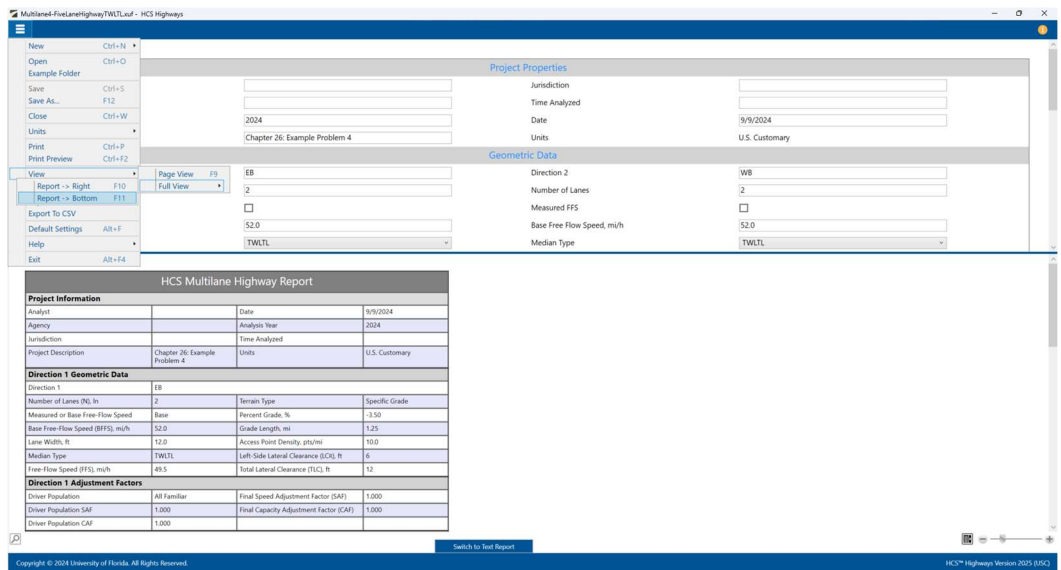 Multilane4-FiveLaneHighwayTWLTL.xuf - HCS Highways
1
New Ctrl+N
Open Ctrl+O
Example Folder
Save Ctrl+S
Save As... F12
Close Ctrl+W
Units
Print Ctrl+P
Print Preview Ctrl+F2
View
Page View F9
Full View
Report -> Right F10
Report -> Bottom F11
Export To CSV
Default Settings Alt+F
Help
Exit Alt+F4
Project Properties
Jurisdiction
Time Analyzed
2024 Date 9/9/2024
Chapter 26: Example Problem 4 Units U.S. Customary
Geometric Data
EB Direction 2 WB
2 Number of Lanes 2
Measured FFS
52.0 Base Free Flow Speed, mi/h 52.0
TWLTL Median Type TWLTL
HCS Multilane Highway Report
Project Information
Analyst Date 9/9/2024
Agency Analysis Year 2024
Jurisdiction Time Analyzed
Project Description Chapter 26: Example Units U.S. Customary
Problem 4
Direction 1 Geometric Data
Direction 1 EB
Number of Lanes (N), ln 2 Terrain Type Specific Grade
Measured or Base Free-Flow Speed Base Percent Grade, % -3.50
Base Free-Flow Speed (BFFS), mi/h 52.0 Grade Length, mi 1.25
Lane Width, ft 12.0 Access Point Density, pts/mi 10.0
Median Type TWLTL Left-Side Lateral Clearance (LCR), ft 6
Free-Flow Speed (FFS), mi/h 49.5 Total Lateral Clearance (TLC), ft 12
Direction 1 Adjustment Factors
Driver Population All Familiar Final Speed Adjustment Factor (SAF) 1.000
Driver Population SAF 1.000 Final Capacity Adjustment Factor (CAF) 1.000
Driver Population CAF 1.000
Switch to Text Report
Copyright © 2024 University of Florida. All Rights Reserved. HCS™ Highways Version 2025 (USC)